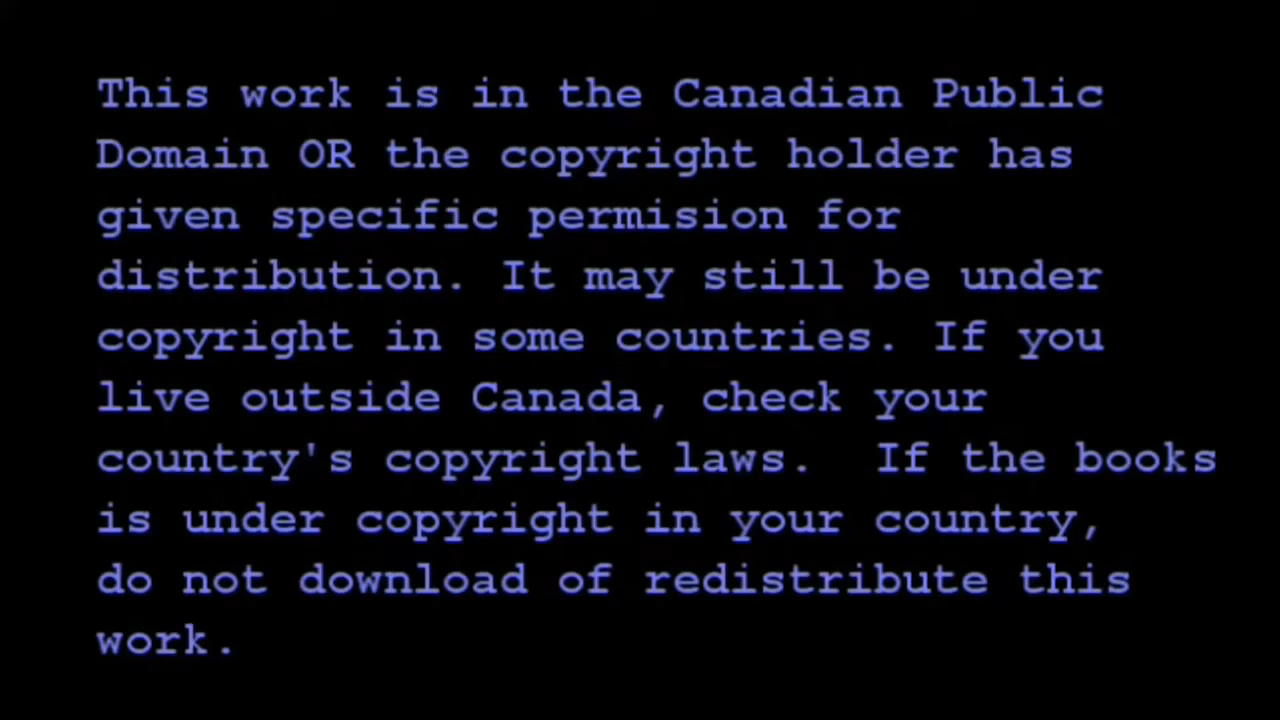 This work is in the Canadian Public
Domain OR the copyright holder has
given specific permision for
distribution. It may still be under
copyright in some countries. If you
live outside Canada, check your
country's copyright laws.  If the books
is under copyright in your country,
do not download of redistribute this
work.